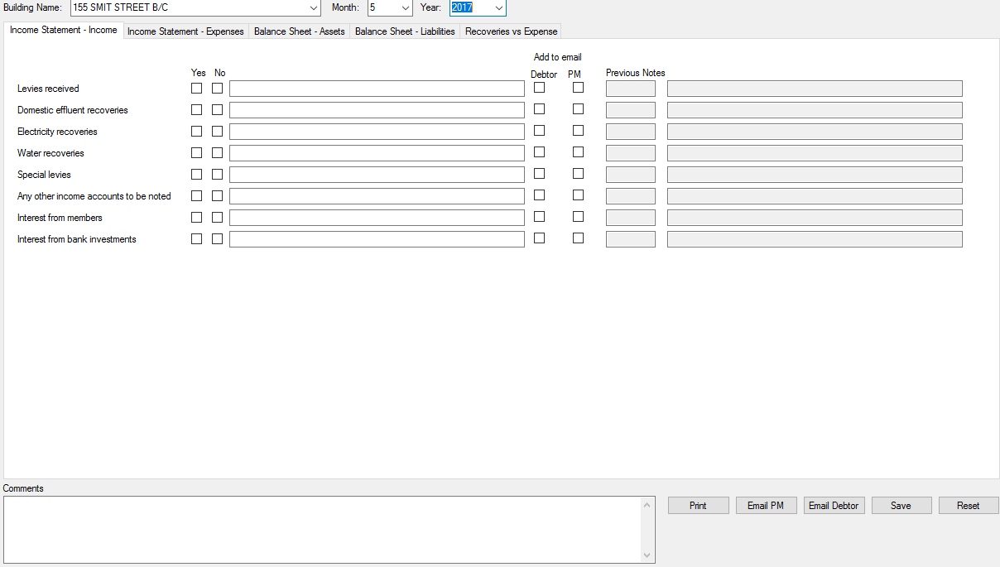 Building Name: 155 SMIT STREET B/C Month: 5 Year: 2017
Income Statement - Income Income Statement - Expenses Balance Sheet - Assets Balance Sheet - Liabilities Recoveries vs Expense
Add to email
Yes No Debtor PM Previous Notes
Levies received
Domestic effluent recoveries
Electricity recoveries
Water recoveries
Special levies
Any other income accounts to be noted
Interest from members
Interest from bank investments
Comments
Print Email PM Email Debtor Save Reset